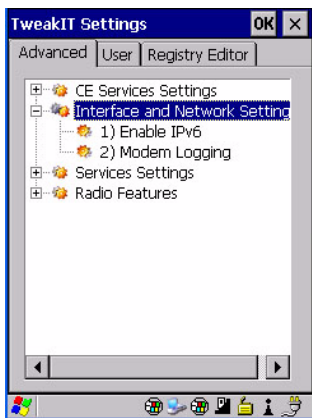 TweakIT Settings OK
Advanced User Registry Editor
CE Services Settings
Interface and Network Setting
1) Enable IPv6
2) Modem Logging
Services Settings
Radio Features